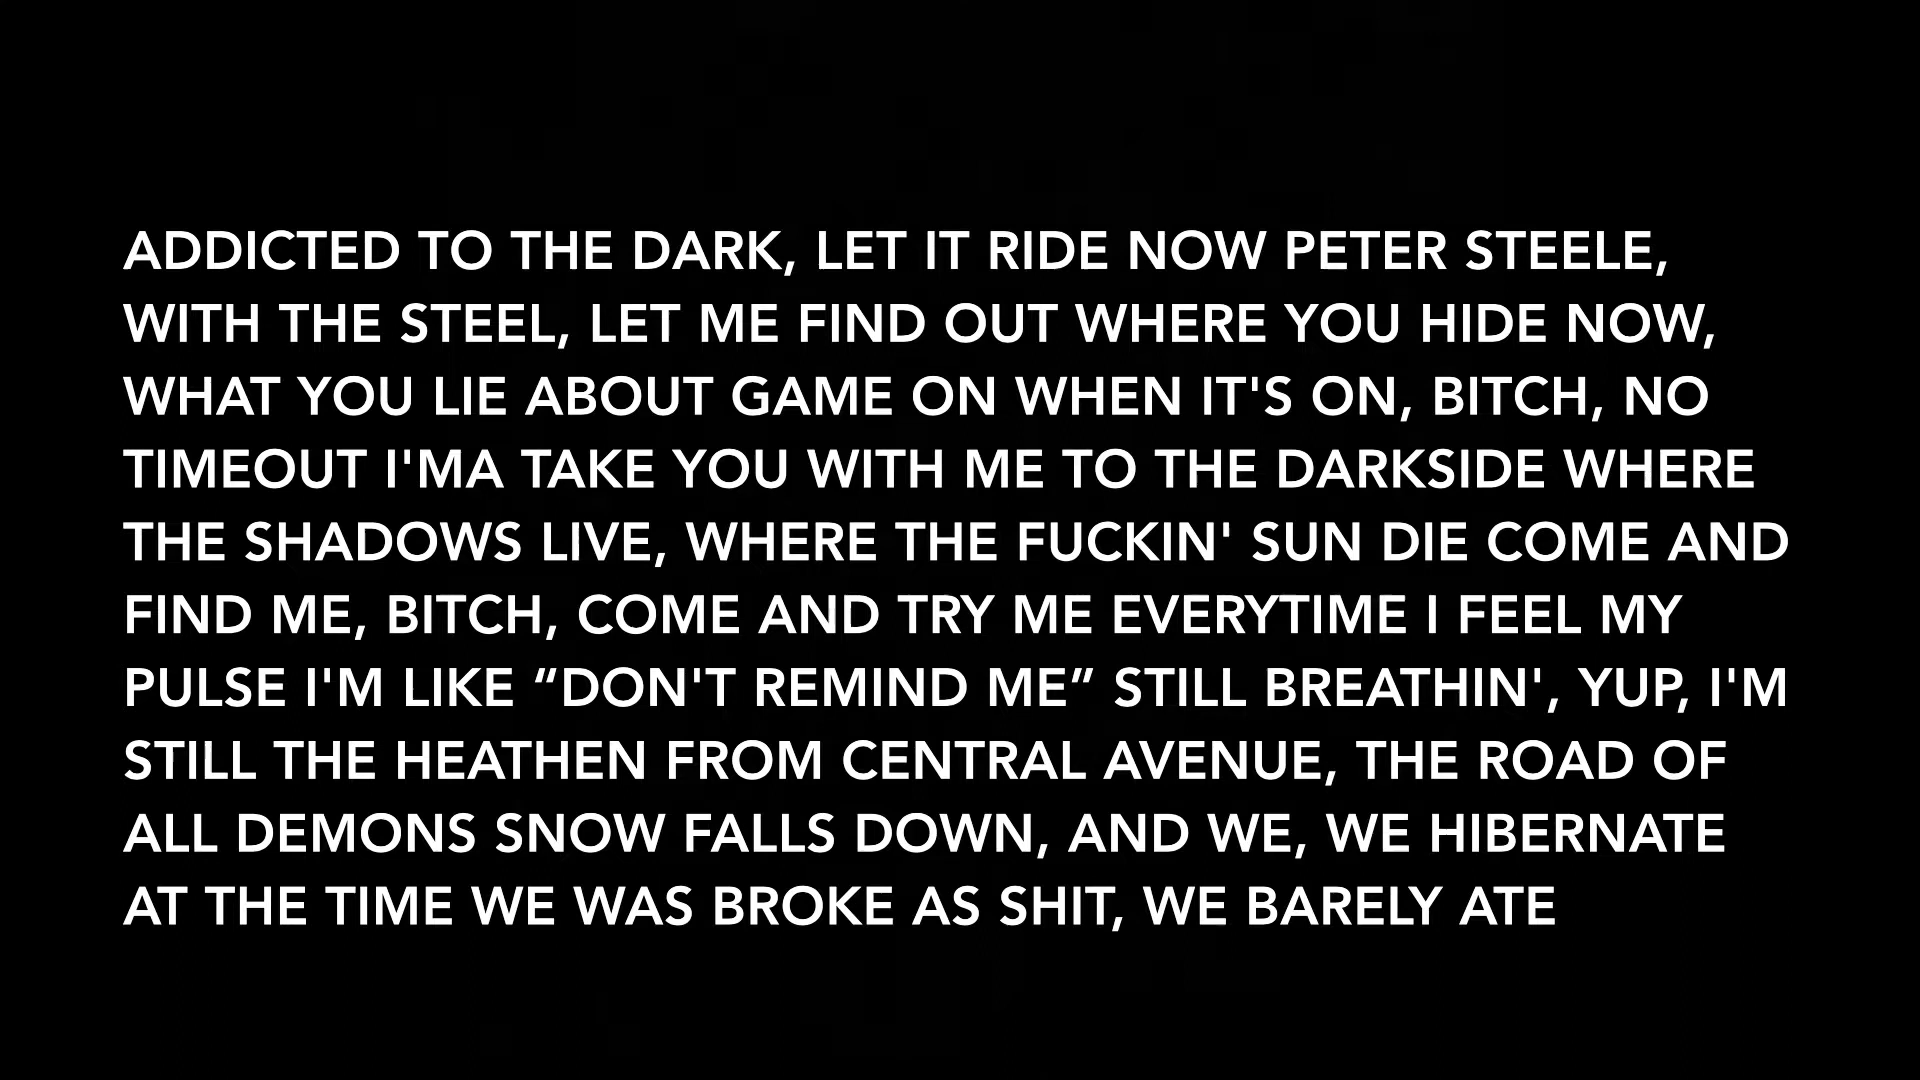 ADDICTED TO THE DARK, LET IT RIDE NOW PETER STEELE,
WITH THE STEEL, LET ME FIND OUT WHERE YOU HIDE NOW,
WHAT YOU LIE ABOUT GAME ON WHEN IT'S ON, BITCH, NO
TIMEOUT I'MA TAKE YOU WITH ME TO THE DARKSIDE WHERE
THE SHADOWS LIVE, WHERE THE FUCKIN' SUN DIE COME AND
FIND ME, BITCH, COME AND TRY ME EVERYTIME I FEEL MY
PULSE I'M LIKE “DON'T REMIND ME” STILL BREATHIN', YUP, I'M
STILL THE HEATHEN FROM CENTRAL AVENUE, THE ROAD OF
ALL DEMONS SNOW FALLS DOWN, AND WE, WE HIBERNATE
AT THE TIME WE WAS BROKE AS SHIT, WE BARELY ATE